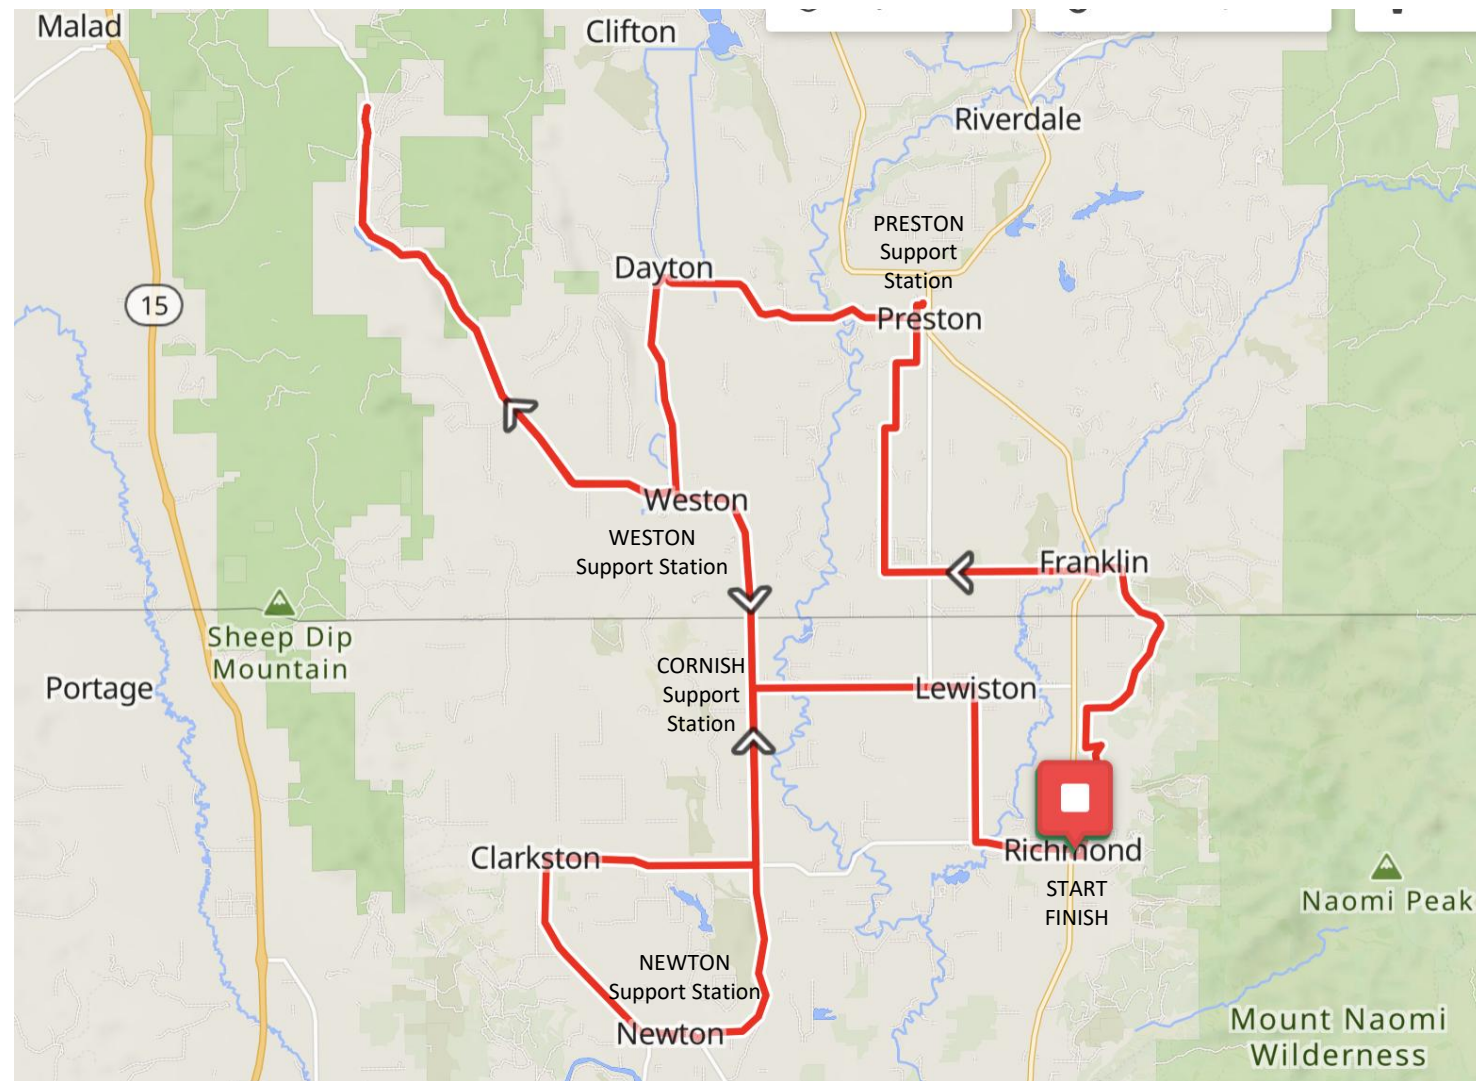 Malad
Clifton
Riverdale
PRESTON
Support
Station
Dayton
15
Preston
Weston
WESTON
Support Station
Franklin
Sheep Dip
Mountain
CORNISH
Support
Station
Portage
Lewiston
Clarkston
Richmond
START
FINISH
Naomi Peak
NEWTON
Support Station
Newton
Mount Naomi
Wilderness